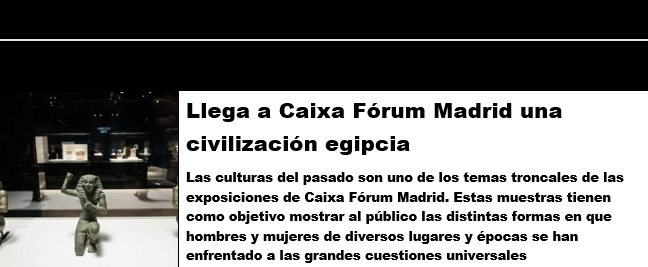 Llega a Caixa Fórum Madrid una
civilización egipcia
Las culturas del pasado son uno de los temas troncales de las
exposiciones de Caixa Fórum Madrid. Estas muestras tienen
como objetivo mostrar al público las distintas formas en que
hombres y mujeres de diversos lugares y épocas se han
enfrentado a las grandes cuestiones universales